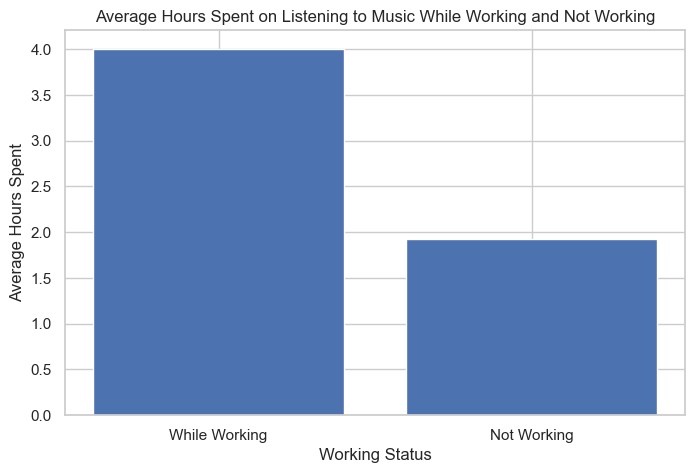 Average Hours Spent on Listening to Music While Working and Not Working
4.0
3.5
3.0
2.5
2.0
1.5
1.0
0.5
0.0
Average Hours Spent
While Working
Not Working
Working Status